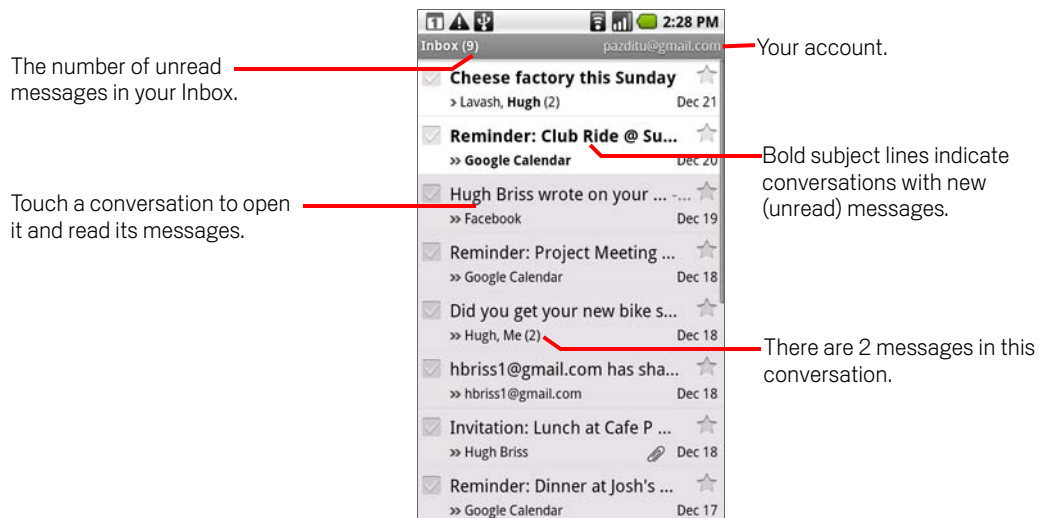 1 2:28 PM
Inbox (9) pazditu@gmail.com
Your account.
The number of unread
messages in your Inbox.
Cheese factory this Sunday
› Lavash, Hugh (2) Dec 21
Reminder: Club Ride @ Su...
» Google Calendar Dec 20
Bold subject lines indicate
conversations with new
(unread) messages.
Touch a conversation to open
it and read its messages.
Hugh Briss wrote on your ... -...
» Facebook Dec 19
Reminder: Project Meeting ...
» Google Calendar Dec 18
Did you get your new bike s...
» Hugh, Me (2) Dec 18
There are 2 messages in this
conversation.
hbriss1@gmail.com has sha...
» hbriss1@gmail.com Dec 18
Invitation: Lunch at Cafe P ...
» Hugh Briss Dec 18
Reminder: Dinner at Josh's ...
» Google Calendar Dec 17